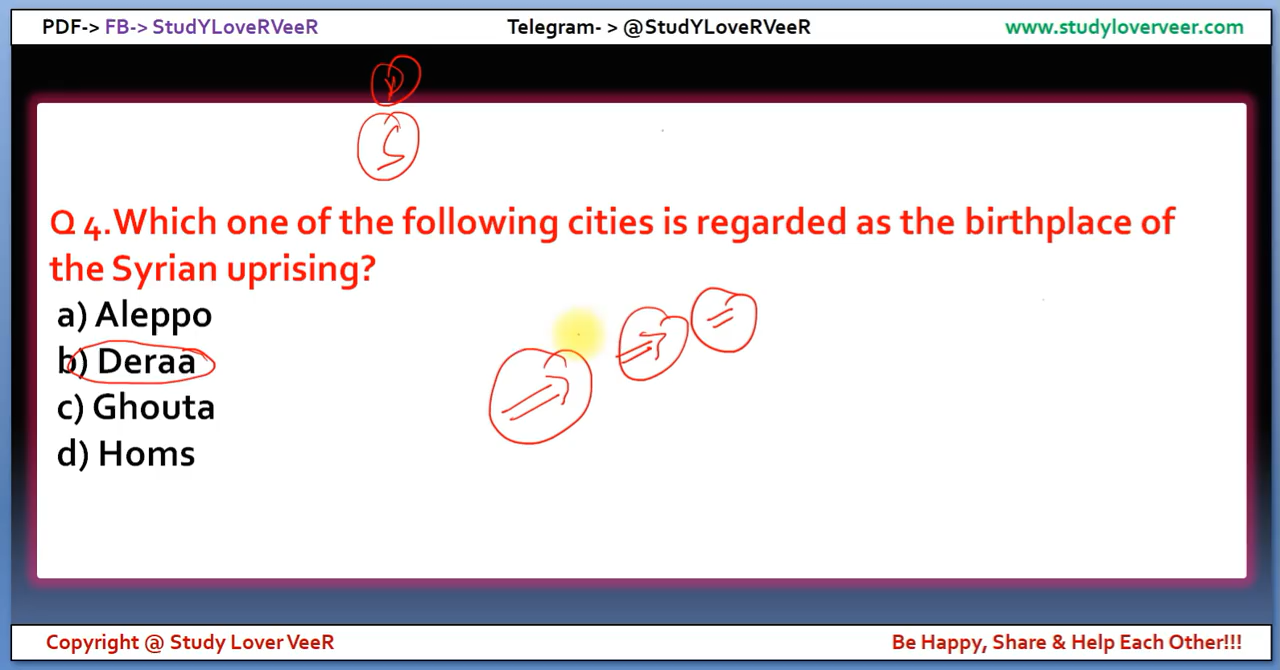 PDF-> FB-> StudYLoveRVeeR Telegram- > @StudYLoveRVeeR www.studyloverveer.com
S
Q 4.Which one of the following cities is regarded as the birthplace of
the Syrian uprising?
a) Aleppo
b) Deraa
c) Ghouta
d) Homs
Copyright @ Study Lover VeeR Be Happy, Share & Help Each Other!!!